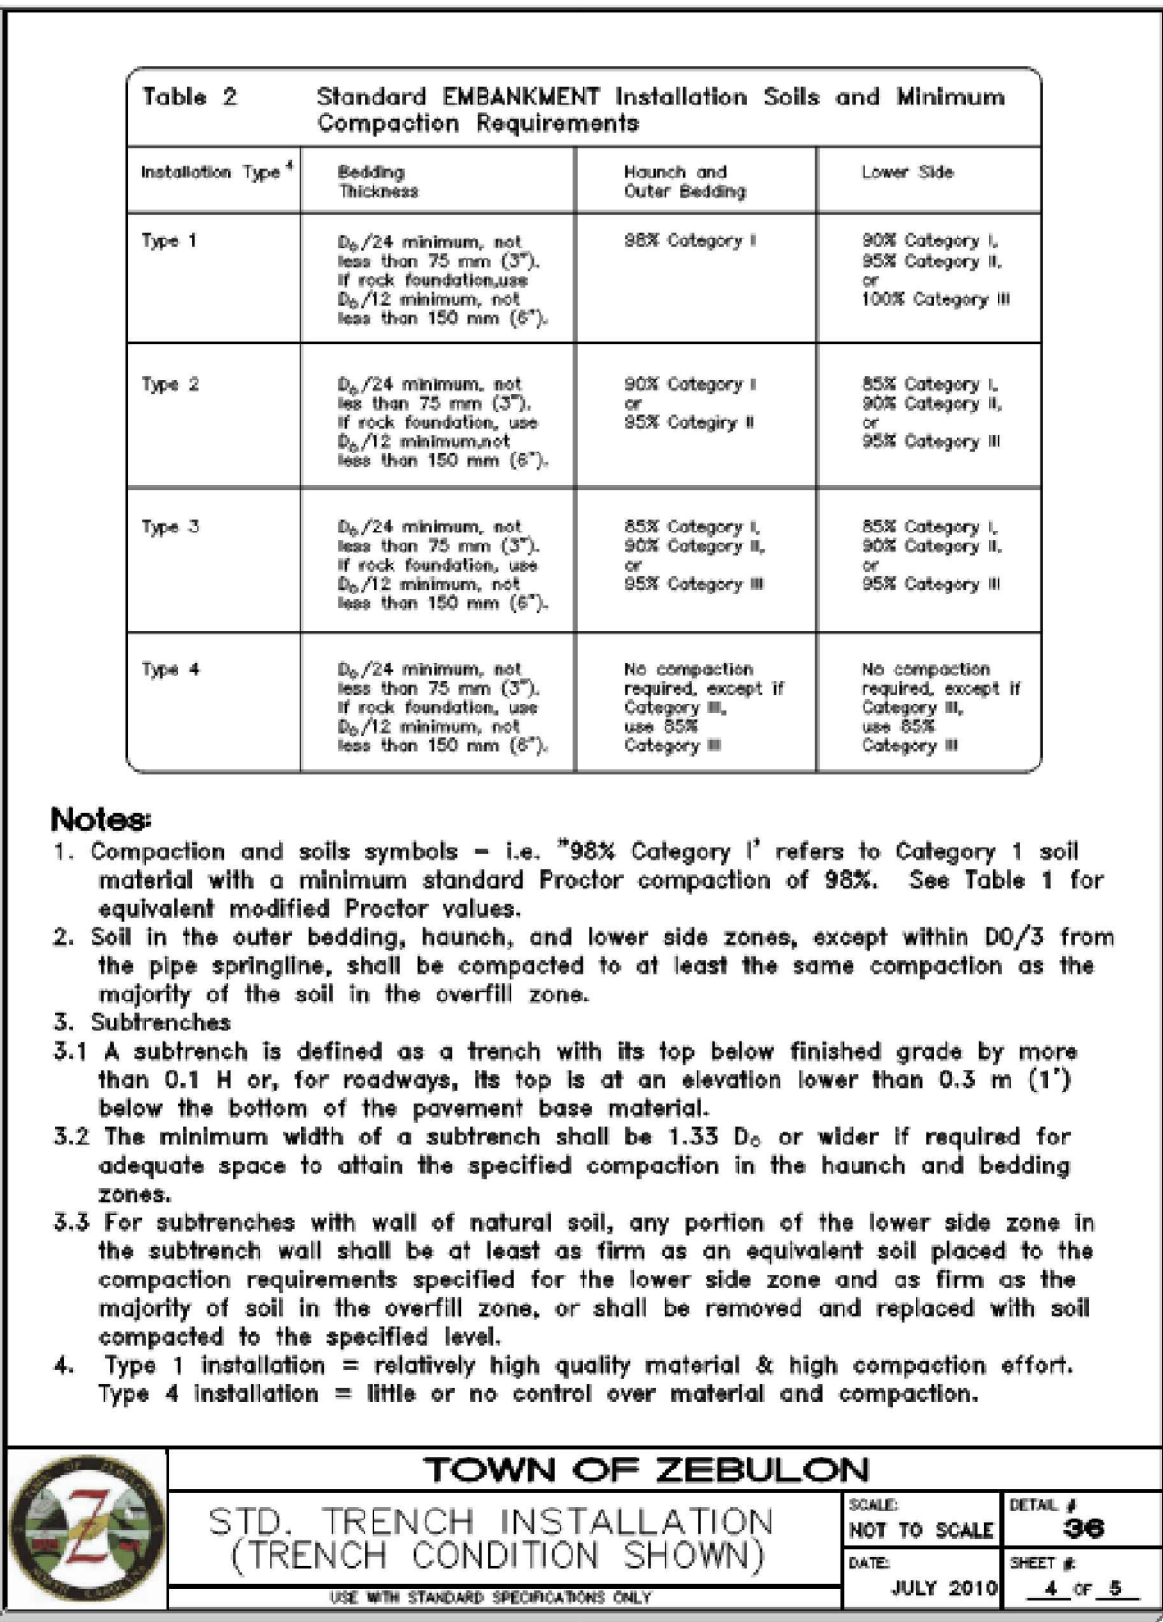 Table 2 Standard EMBANKMENT Installation Soils and Minimum
Compaction Requirements
Installation Type 4
Bedding
Thickness
Haunch and
Outer Bedding
Lower Side
Type 1
Do/24 minimum, not
less than 75 mm (3").
If rock foundation,use
Do/12 minimum, not
less than 150 mm (6").
98% Category I
90% Category I,
95% Category II,
or
100% Category III
Type 2
Do/24 minimum, not
les than 75 mm (3").
If rock foundation, use
Do/12 minimum,not
less than 150 mm (6").
90% Category I
or
95% Categiry II
85% Category I,
90% Category II,
or
95% Category III
Type 3
Do/24 minimum, not
less than 75 mm (3").
If rock foundation, use
Do/12 minimum, not
less than 150 mm (6").
85% Category I,
90% Category II,
or
95% Category III
85% Category I,
90% Category II,
or
95% Category III
Type 4
Do/24 minimum, not
less than 75 mm (3").
If rock foundation, use
Do/12 minimum, not
less than 150 mm (6").
No compaction
required, except if
Category III,
use 85%
Category III
No compaction
required, except if
Category III,
use 85%
Category III
Notes:
1. Compaction and soils symbols – i.e. "98% Category I' refers to Category 1 soil
material with a minimum standard Proctor compaction of 98%. See Table 1 for
equivalent modified Proctor values.
2. Soil in the outer bedding, haunch, and lower side zones, except within DO/3 from
the pipe springline, shall be compacted to at least the same compaction as the
majority of the soil in the overfill zone.
3. Subtrenches
3.1 A subtrench is defined as a trench with its top below finished grade by more
than 0.1 H or, for roadways, its top is at an elevation lower than 0.3 m (1')
below the bottom of the pavement base material.
3.2 The minimum width of a subtrench shall be 1.33 Do or wider if required for
adequate space to attain the specified compaction in the haunch and bedding
zones.
3.3 For subtrenches with wall of natural soil, any portion of the lower side zone in
the subtrench wall shall be at least as firm as an equivalent soil placed to the
compaction requirements specified for the lower side zone and as firm as the
majority of soil in the overfill zone, or shall be removed and replaced with soil
compacted to the specified level.
4. Type 1 installation = relatively high quality material & high compaction effort.
Type 4 installation = little or no control over material and compaction.
TOWN OF ZEBULON
STD. TRENCH INSTALLATION
(TRENCH CONDITION SHOWN)
USE WITH STANDARD SPECIFICATIONS ONLY
SCALE:
NOT TO SCALE
DETAIL #
36
DATE:
JULY 2010
SHEET #:
4 OF 5
TOWN OF ZEBULON
Z